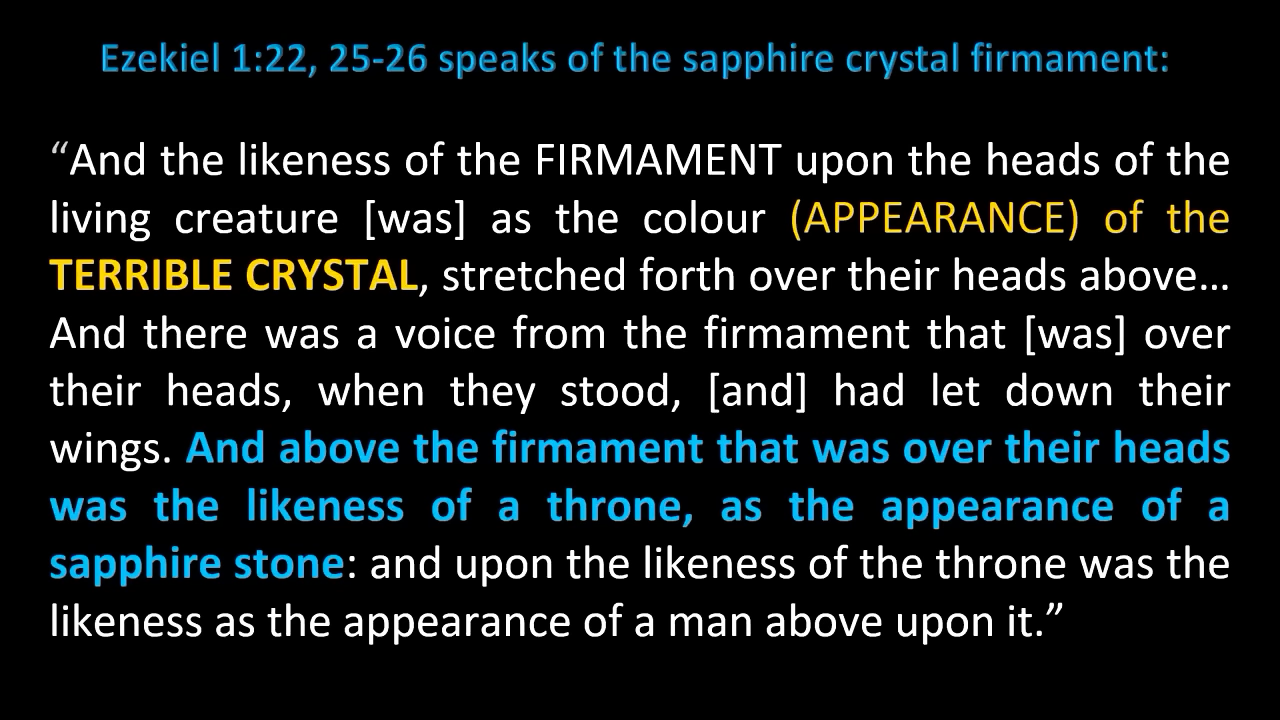 Ezekiel 1:22, 25-26 speaks of the sapphire crystal firmament:
“And the likeness of the FIRMAMENT upon the heads of the
living creature [was] as the colour (APPEARANCE) of the
TERRIBLE CRYSTAL, stretched forth over their heads above…
And there was a voice from the firmament that [was] over
their heads, when they stood, [and] had let down their
wings. And above the firmament that was over their heads
was the likeness of a throne, as the appearance of a
sapphire stone: and upon the likeness of the throne was the
likeness as the appearance of a man above upon it.”